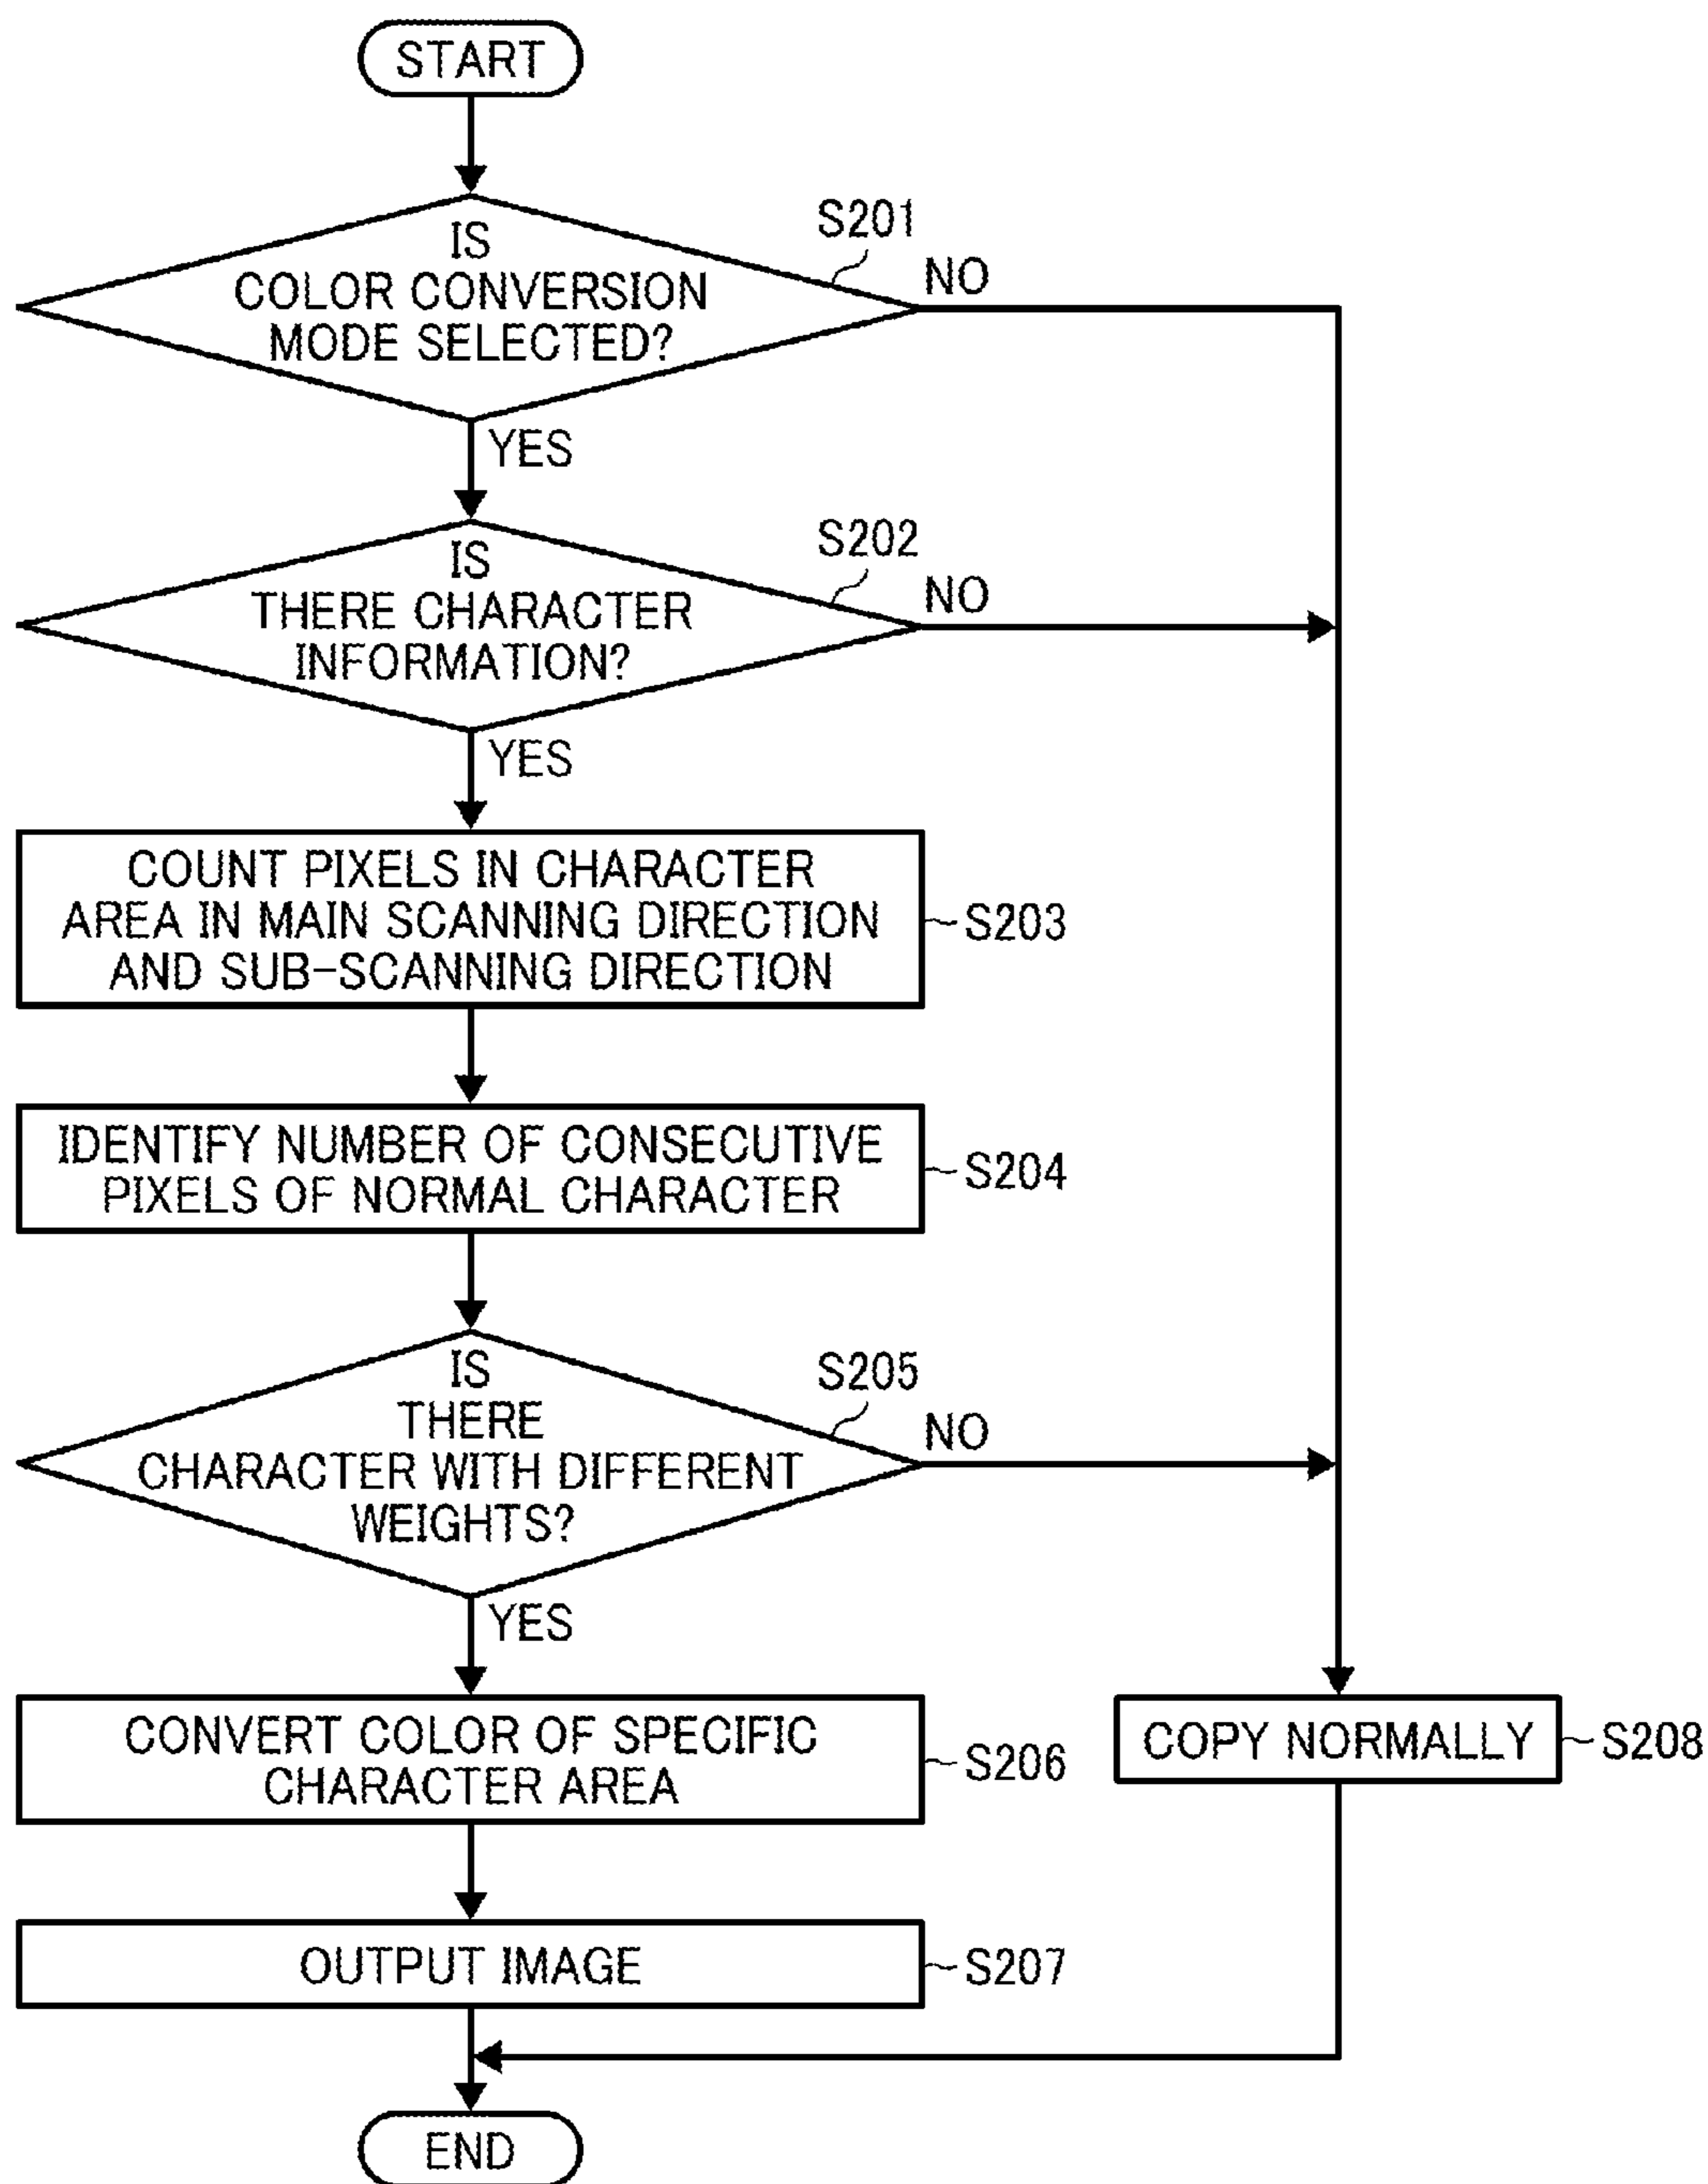 START
S201
IS
COLOR CONVERSION
MODE SELECTED?
NO
YES
S202
IS
THERE CHARACTER
INFORMATION?
NO
YES
COUNT PIXELS IN CHARACTER
AREA IN MAIN SCANNING DIRECTION
AND SUB-SCANNING DIRECTION
S203
IDENTIFY NUMBER OF CONSECUTIVE
PIXELS OF NORMAL CHARACTER
S204
S205
IS
THERE
CHARACTER WITH DIFFERENT
WEIGHTS?
NO
YES
CONVERT COLOR OF SPECIFIC
CHARACTER AREA
S206
COPY NORMALLY
S208
OUTPUT IMAGE
S207
END